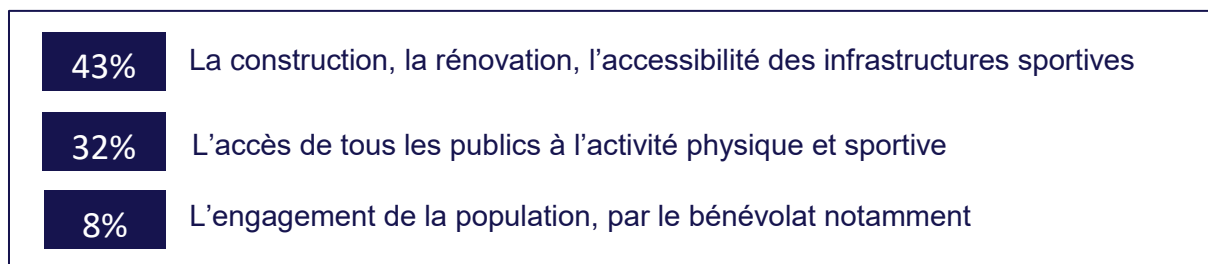 43% La construction, la rénovation, l’accessibilité des infrastructures sportives
32% L’accès de tous les publics à l’activité physique et sportive
8% L’engagement de la population, par le bénévolat notamment